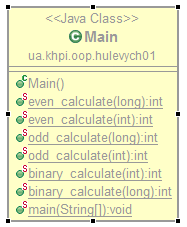 <<Java Class>>
Main
ua.khpi.oop.hulevych01
Main()
even_calculate(long):int
even_calculate(int):int
odd_calculate(long):int
odd_calculate(int):int
binary_calculate(int):int
binary_calculate(long):int
main(String[]):void